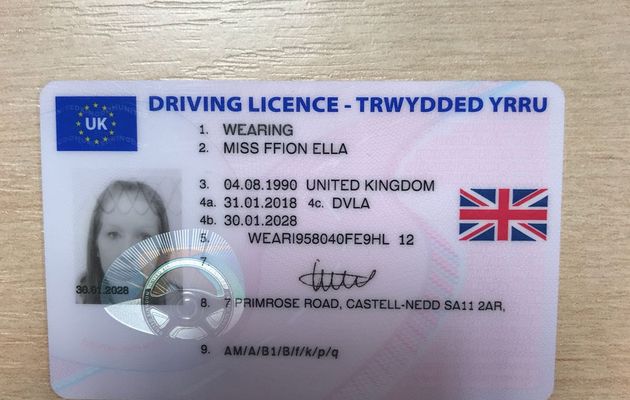 UK
DRIVING LICENCE - TRWYDDED YRRU
1. WEARING
2. MISS FFION ELLA
3. 04.08.1990 UNITED KINGDOM
4a. 31.01.2018 4c. DVLA
4b. 30.01.2028
5. WEARI958040FE9HL 12
7.
30.01.2028
8. 7 PRIMROSE ROAD, CASTELL-NEDD SA11 2AR,
9. AM/A/B1/B/f/k/p/q